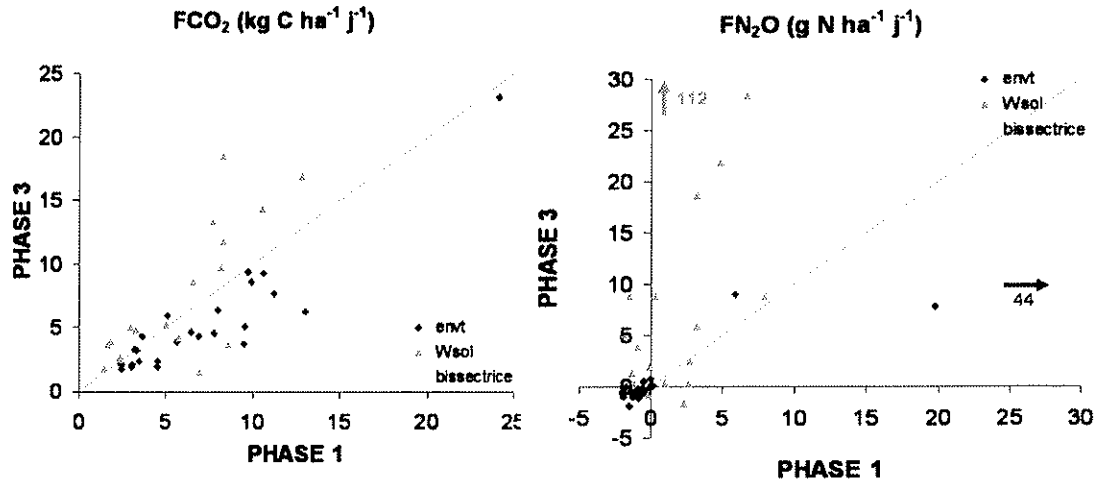 FCO₂ (kg C ha⁻¹ j⁻¹)
PHASE 3
25
20
15
10
5
0
0 5 10 15 20 25
PHASE 1
envt
Wsol
bissectrice
FN₂O (g N ha⁻¹ j⁻¹)
PHASE 3
30
25
20
15
10
5
0
-5
-5 0 5 10 15 20 25 30
PHASE 1
112
44
envt
Wsol
bissectrice